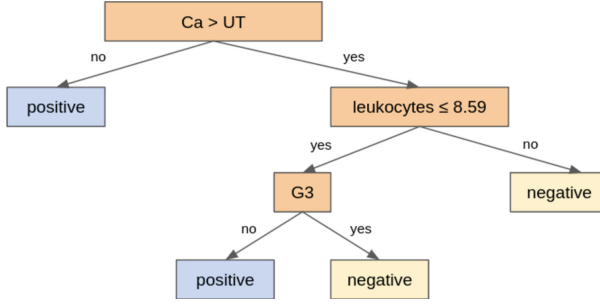 Ca > UT
no
yes
positive
leukocytes ≤ 8.59
yes
no
G3
negative
no
yes
positive
negative